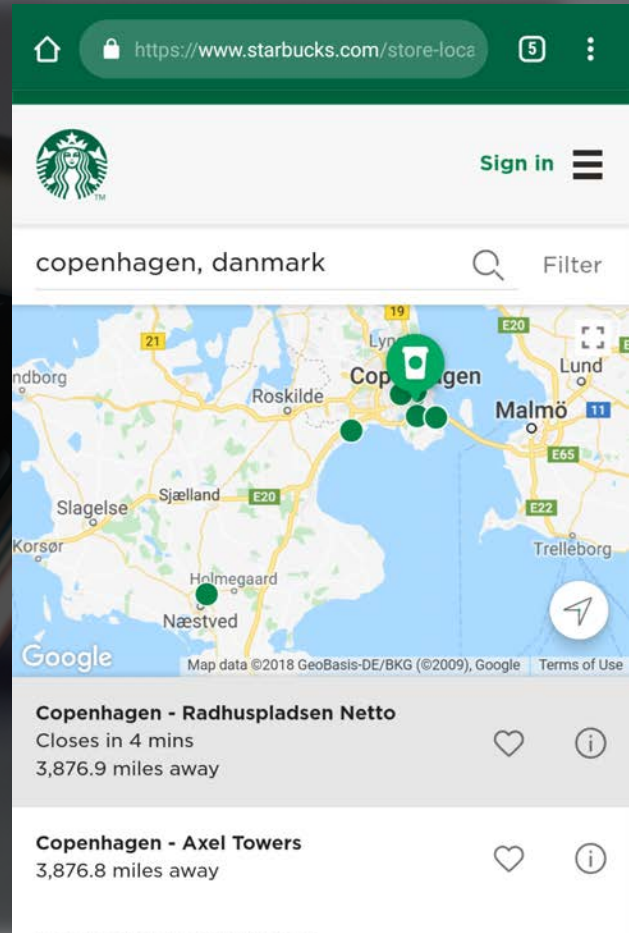 https://www.starbucks.com/store-loca
5
TM
Sign in
copenhagen, danmark
Filter
19
E20
21
Lund
ndborg
Roskilde
Malmö
11
E65
Sjælland
E20
Slagelse
E22
Korsør
Trelleborg
Holmegaard
Næstved
Google
Map data ©2018 GeoBasis-DE/BKG (©2009), Google
Terms of Use
Copenhagen - Radhuspladsen Netto
Closes in 4 mins
3,876.9 miles away
Copenhagen - Axel Towers
3,876.8 miles away